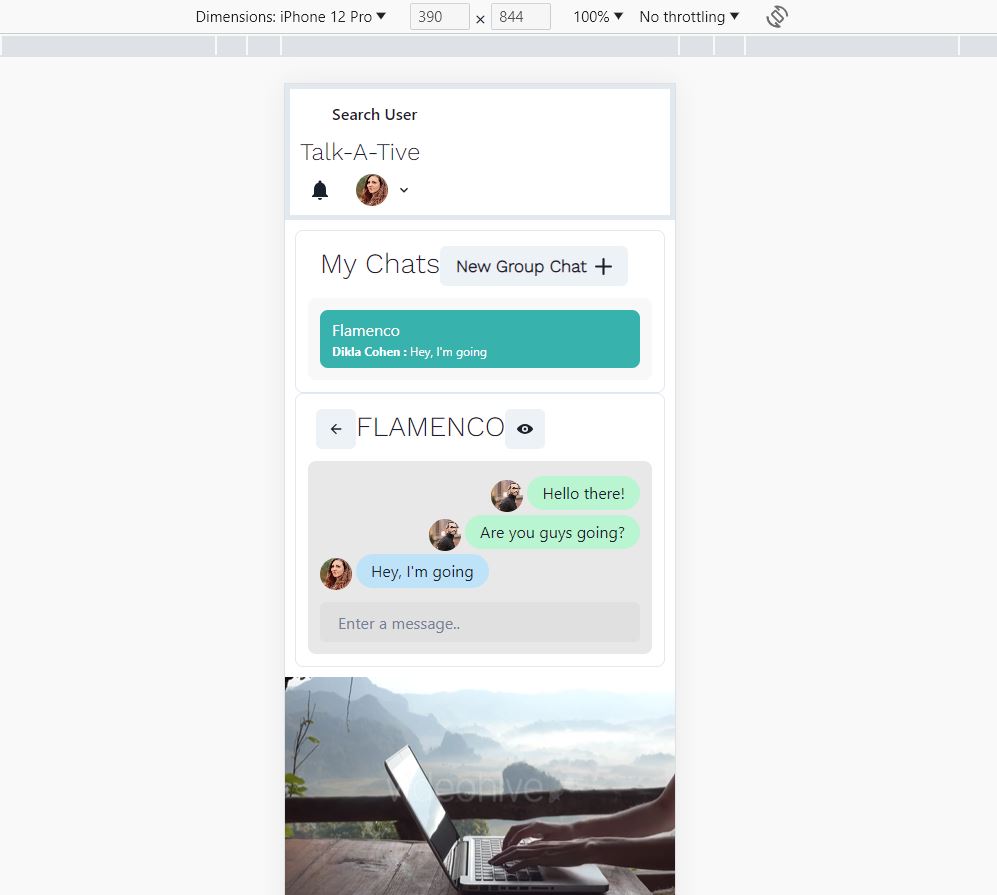 Dimensions: iPhone 12 Pro 390 × 844 100% No throttling
Search User
Talk-A-Tive
My Chats New Group Chat
Flamenco
Dikla Cohen : Hey, I'm going
FLAMENCO
Hello there!
Are you guys going?
Hey, I'm going
Enter a message..
videohive